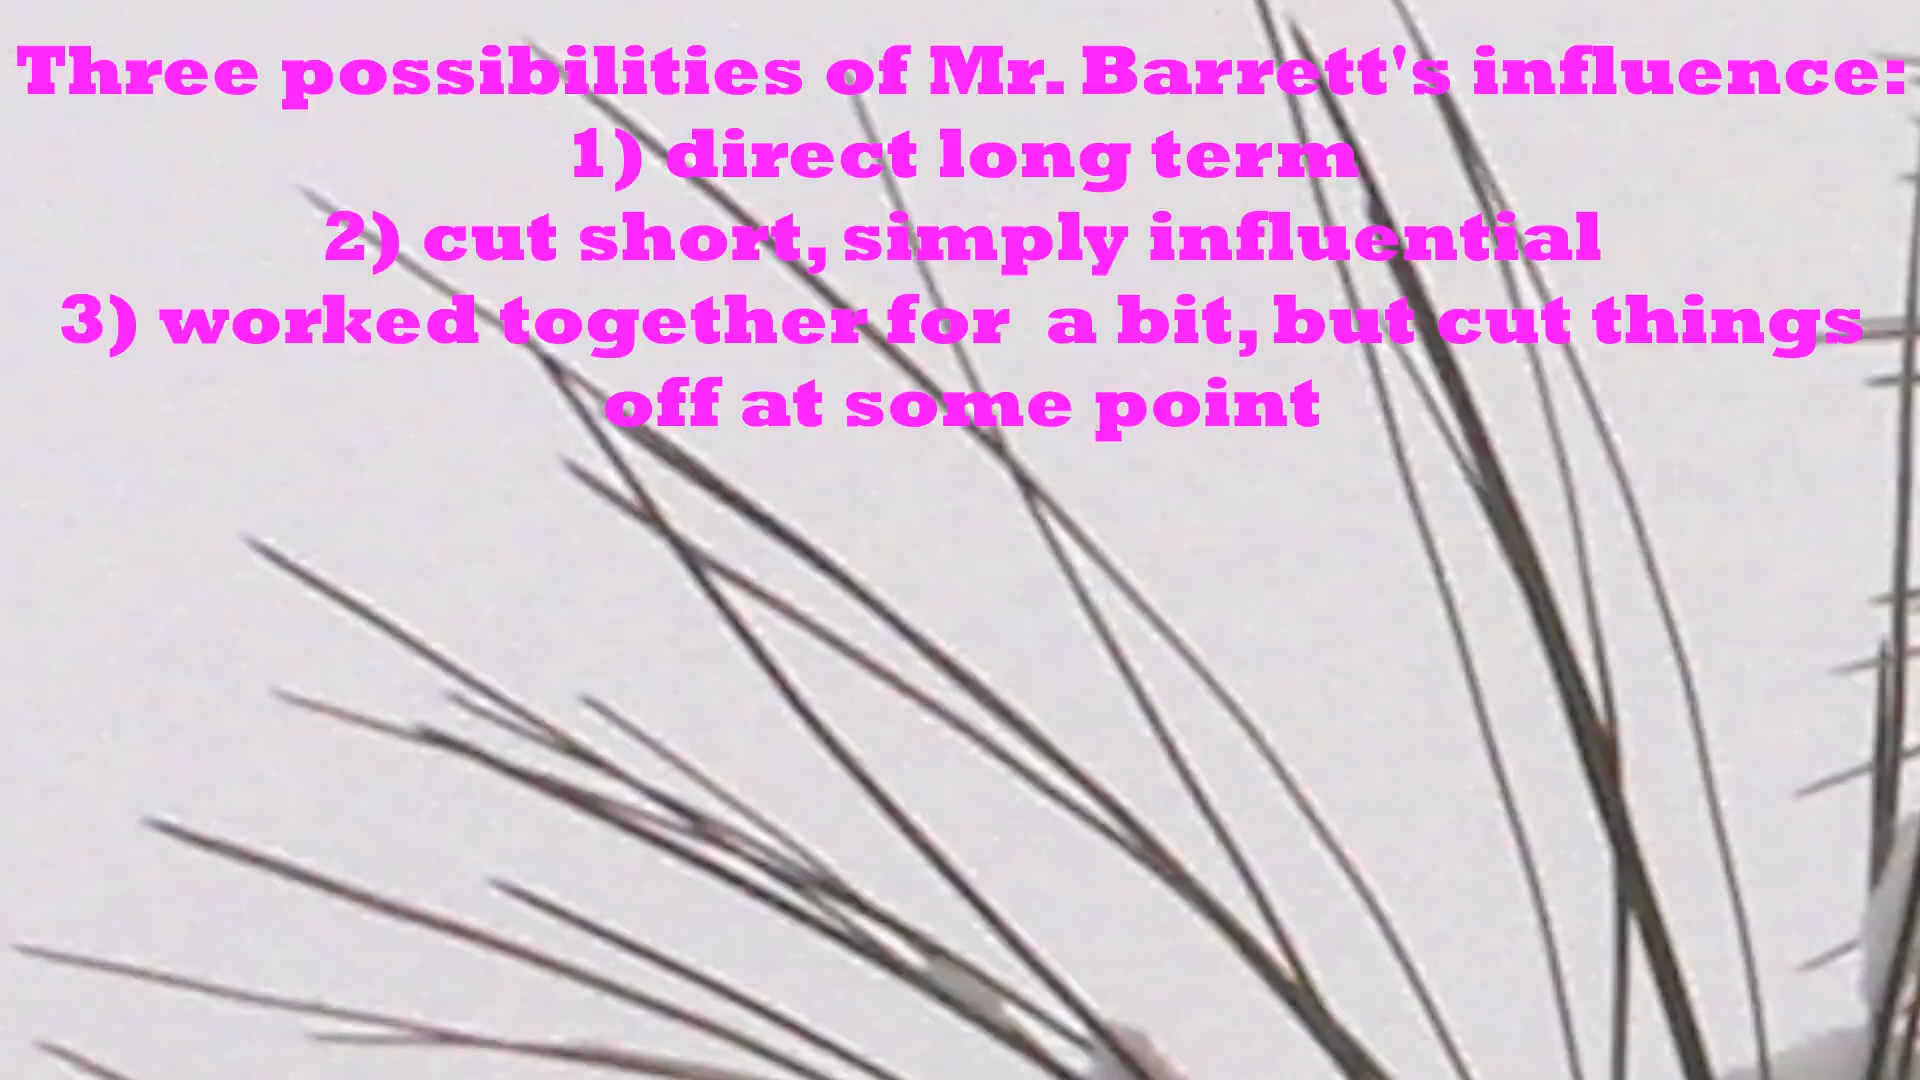 Three possibilities of Mr. Barrett's influence:
1) direct long term
2) cut short, simply influential
3) worked together for  a bit, but cut things
off at some point